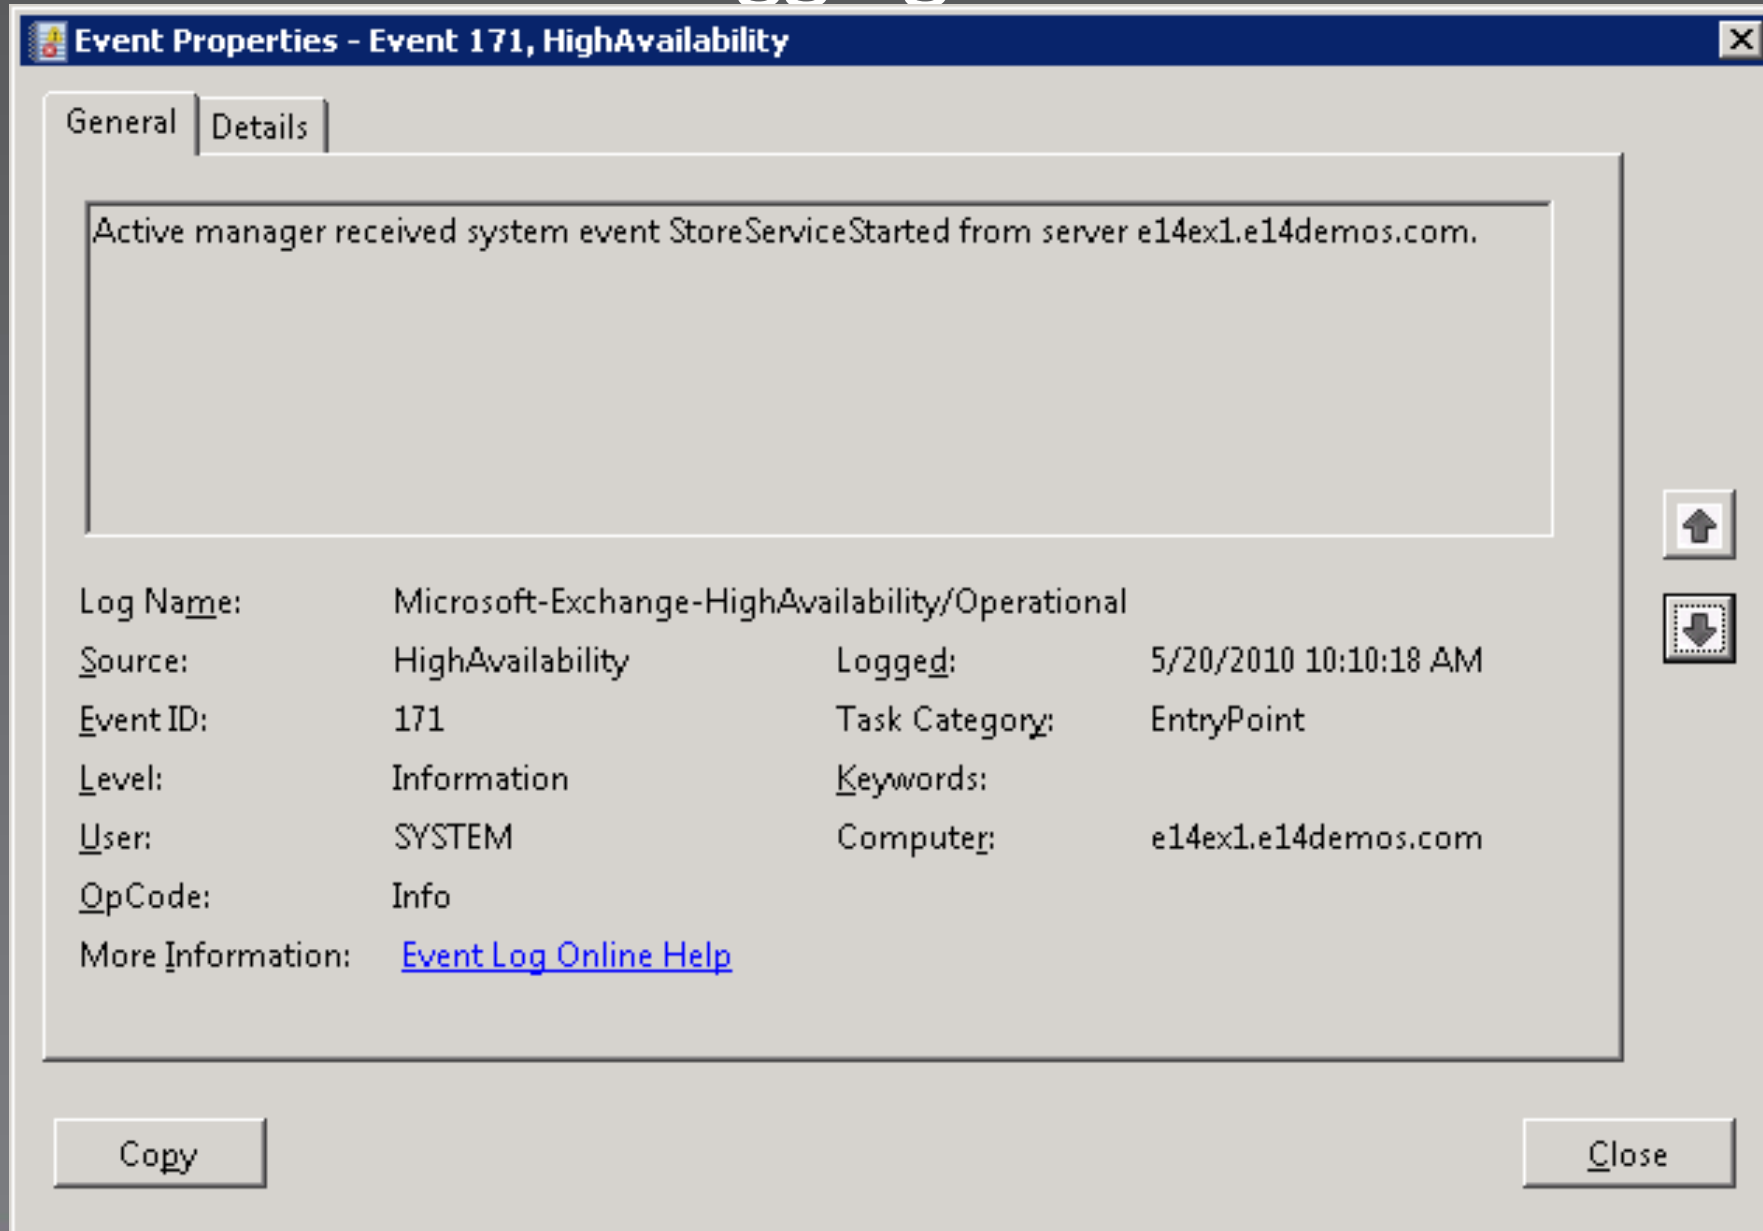 Event Properties - Event 171, HighAvailability
General Details
Active manager received system event StoreServiceStarted from server e14ex1.e14demos.com.
Log Name: Microsoft-Exchange-HighAvailability/Operational
Source: HighAvailability Logged: 5/20/2010 10:10:18 AM
Event ID: 171 Task Category: EntryPoint
Level: Information Keywords:
User: SYSTEM Computer: e14ex1.e14demos.com
OpCode: Info
More Information: Event Log Online Help
Copy Close